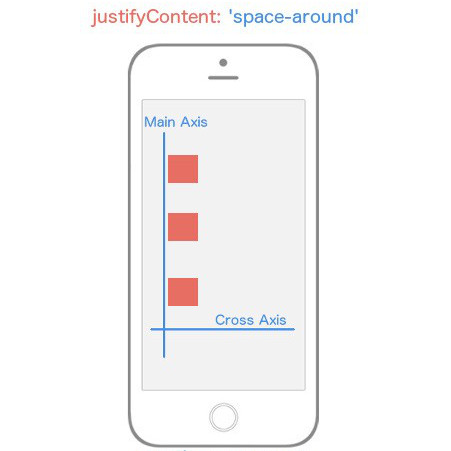 justifyContent: 'space-around'
Main Axis
Cross Axis